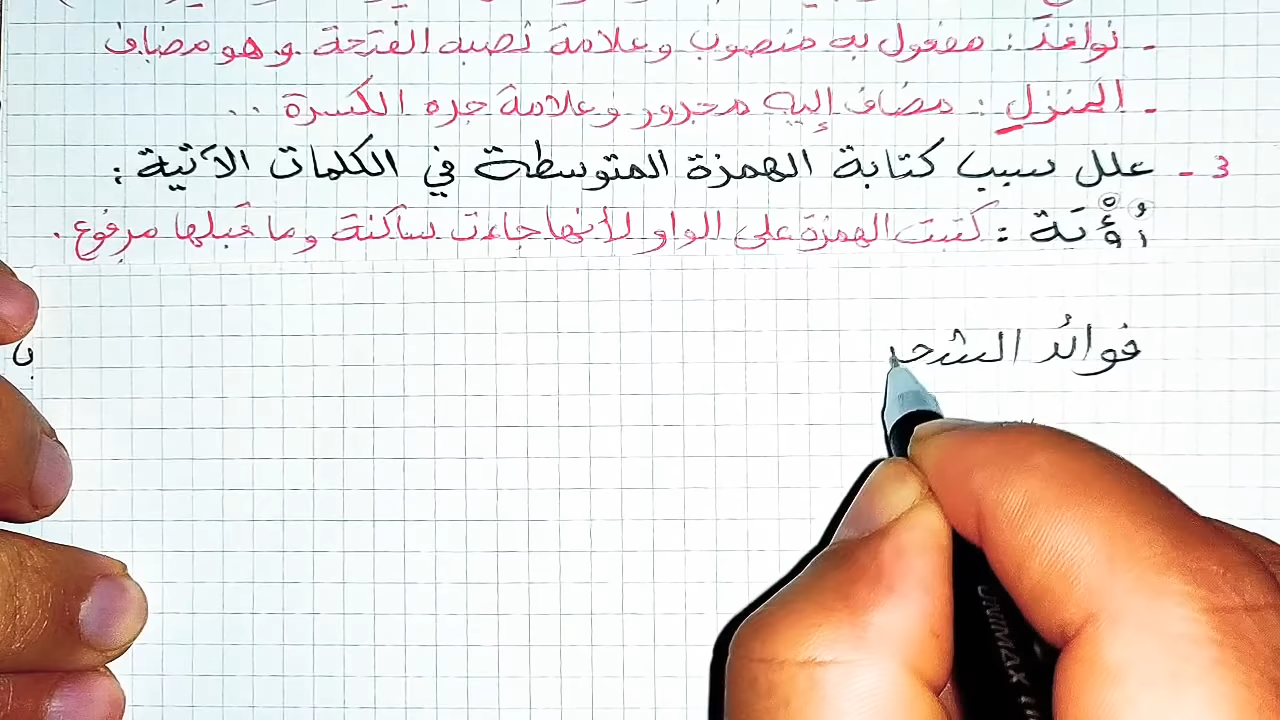 - نوافذَ : مفعول به منصوب وعلامة نصبه الفتحة وهو مضاف
- المنزلِ : مضاف إليه مجرور وعلامة جره الكسرة ..
3 - علل سبب كتابة الهمزة المتوسطة في الكلمات الآتية :
رُؤْيَة : كتبت الهمزة على الواو لأنها جاءت ساكنة وما قبلها مرفوع .
فوائدُ الشجر
UNIMAX